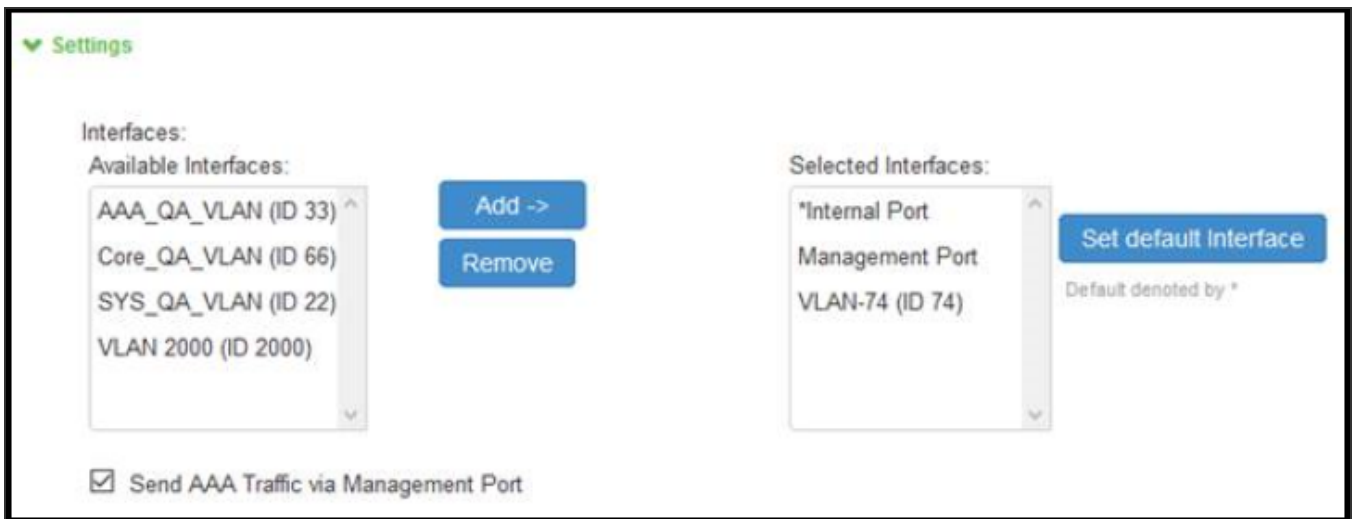 Settings
Interfaces:
Available Interfaces:
AAA_QA_VLAN (ID 33)
Core_QA_VLAN (ID 66)
SYS_QA_VLAN (ID 22)
VLAN 2000 (ID 2000)
Add ->
Remove
Selected Interfaces:
*Internal Port
Management Port
VLAN-74 (ID 74)
Set default Interface
Default denoted by *
Send AAA Traffic via Management Port